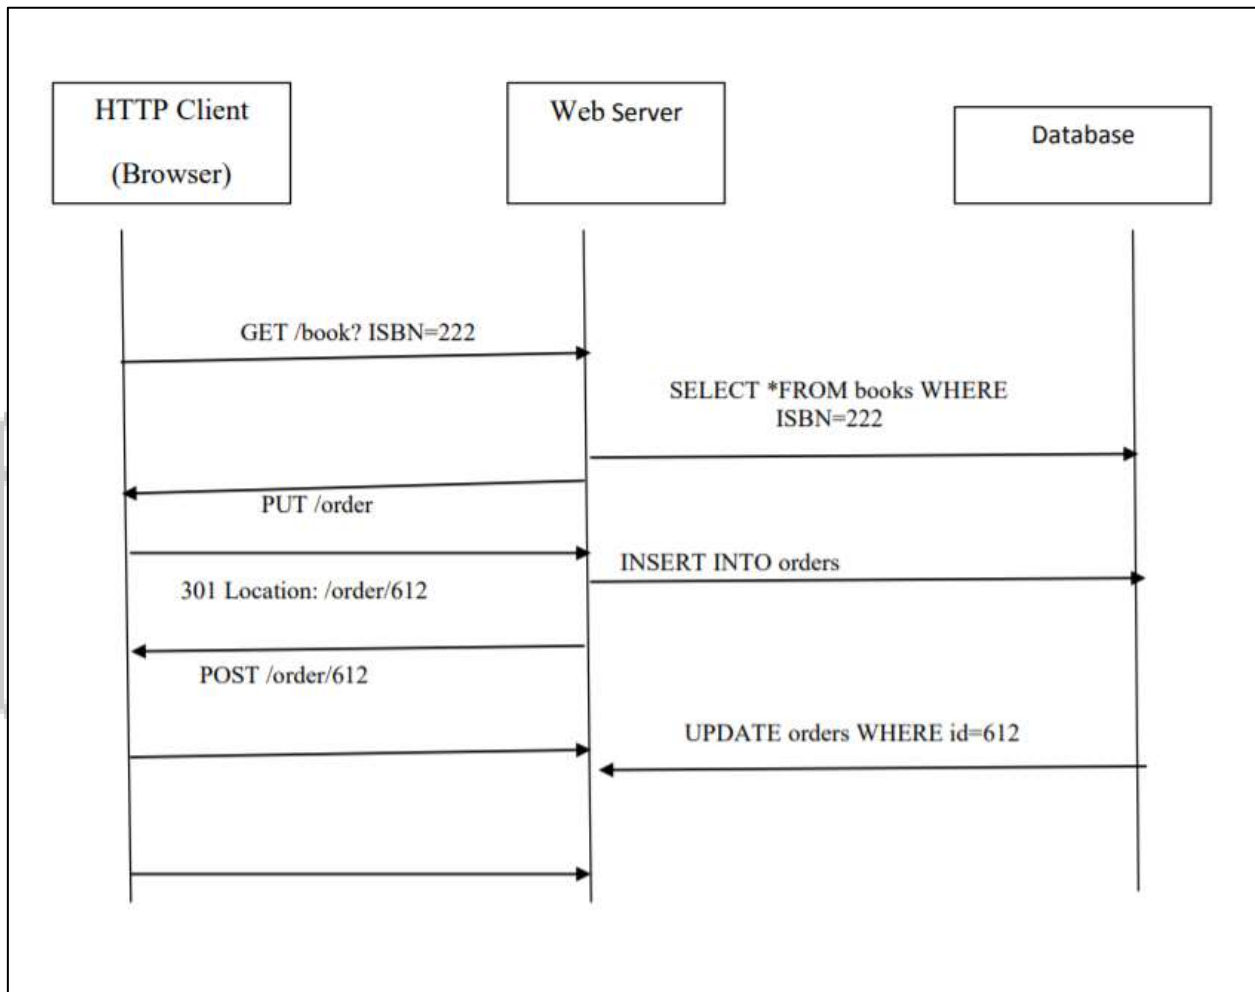 HTTP Client
(Browser)
Web Server
Database
GET /book? ISBN=222
SELECT *FROM books WHERE
ISBN=222
PUT /order
INSERT INTO orders
301 Location: /order/612
POST /order/612
UPDATE orders WHERE id=612